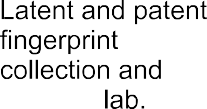 Latent and patent
fingerprint
collection and
lab.